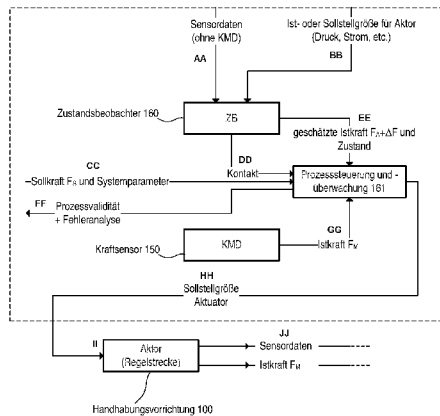 Sensordaten
(ohne KMD)
AA
Ist- oder Sollstellgröße für Aktor
(Druck, Strom, etc.)
BB
Zustandsbeobachter 160
ZB
EE
geschätzte Istkraft FA+ΔF und
Zustand
CC
Sollkraft FS und Systemparameter
DD
Kontakt
Prozesssteuerung und -
überwachung 161
FF
Prozessvalidität
+ Fehleranalyse
Kraftsensor 150
KMD
GG
Istkraft FM
HH
Sollstellgröße
Aktuator
II
Aktor
(Regelstrecke)
JJ
Sensordaten
Istkraft FM
Handhabungsvorrichtung 100